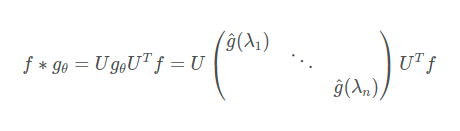 f * g_θ = U g_θ U^T f = U ( ĝ(λ_1) ⋱ ĝ(λ_n) ) U^T f